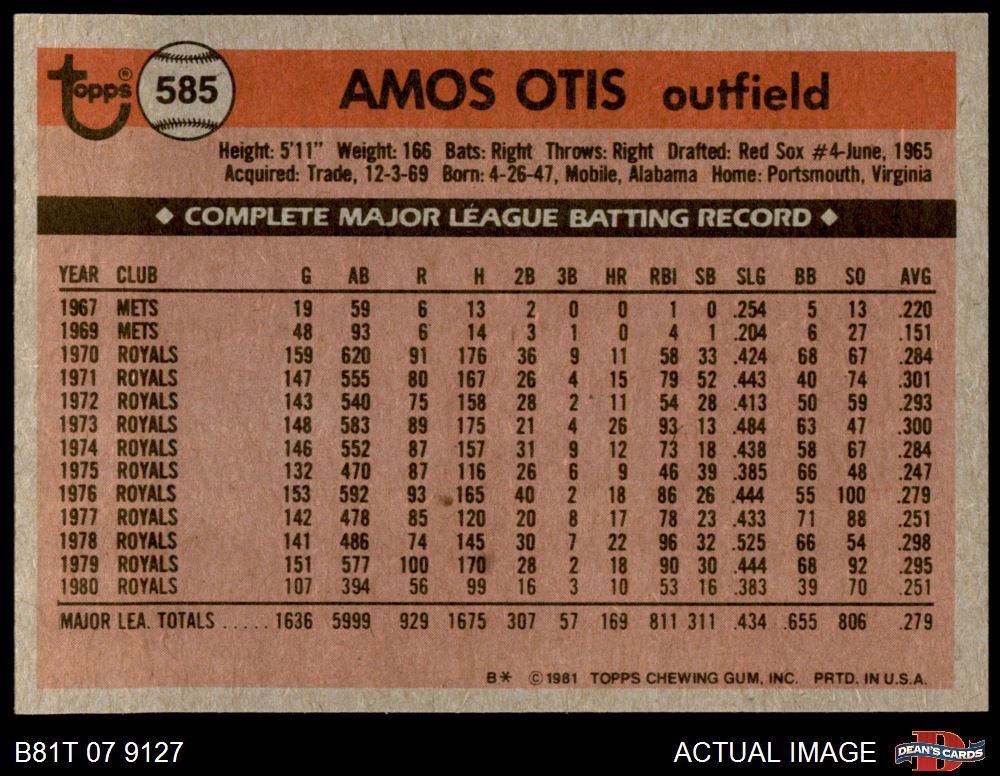 topps® 585 AMOS OTIS outfield
Height: 5'11" Weight: 166 Bats: Right Throws: Right Drafted: Red Sox #4-June, 1965
Acquired: Trade, 12-3-69 Born: 4-26-47, Mobile, Alabama Home: Portsmouth, Virginia
◆ COMPLETE MAJOR LEAGUE BATTING RECORD ◆
YEAR CLUB G AB R H 2B 3B HR RBI SB SLG BB SO AVG
1967 METS 19 59 6 13 2 0 0 1 0 .254 5 13 .220
1969 METS 48 93 6 14 3 1 0 4 1 .204 6 27 .151
1970 ROYALS 159 620 91 176 36 9 11 58 33 .424 68 67 .284
1971 ROYALS 147 555 80 167 26 4 15 79 52 .443 40 74 .301
1972 ROYALS 143 540 75 158 28 2 11 54 28 .413 50 59 .293
1973 ROYALS 148 583 89 175 21 4 26 93 13 .484 63 47 .300
1974 ROYALS 146 552 87 157 31 9 12 73 18 .438 58 67 .284
1975 ROYALS 132 470 87 116 26 6 9 46 39 .385 66 48 .247
1976 ROYALS 153 592 93 165 40 2 18 86 26 .444 55 100 .279
1977 ROYALS 142 478 85 120 20 8 17 78 23 .433 71 88 .251
1978 ROYALS 141 486 74 145 30 7 22 96 32 .525 66 54 .298
1979 ROYALS 151 577 100 170 28 2 18 90 30 .444 68 92 .295
1980 ROYALS 107 394 56 99 16 3 10 53 16 .383 39 70 .251
MAJOR LEA. TOTALS ..... 1636 5999 929 1675 307 57 169 811 311 .434 .655 806 .279
B* ©1981 TOPPS CHEWING GUM, INC. PRTD. IN U.S.A.
B81T 07 9127 ACTUAL IMAGE D DEAN'S CARDS